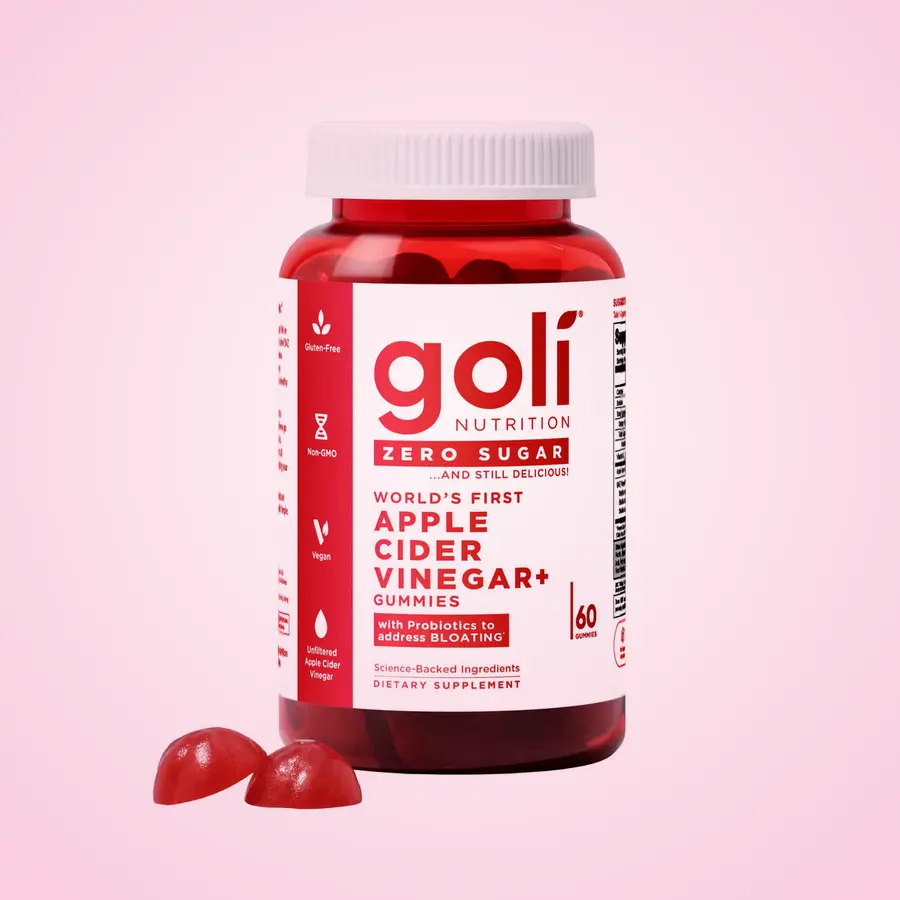 Gluten-Free
Non-GMO
Vegan
Unfiltered
Apple Cider
Vinegar
goli®
NUTRITION
ZERO SUGAR
...AND STILL DELICIOUS!
WORLD'S FIRST
APPLE
CIDER
VINEGAR+
GUMMIES
with Probiotics to
address BLOATING*
60
GUMMIES
Science-Backed Ingredients
DIETARY SUPPLEMENT